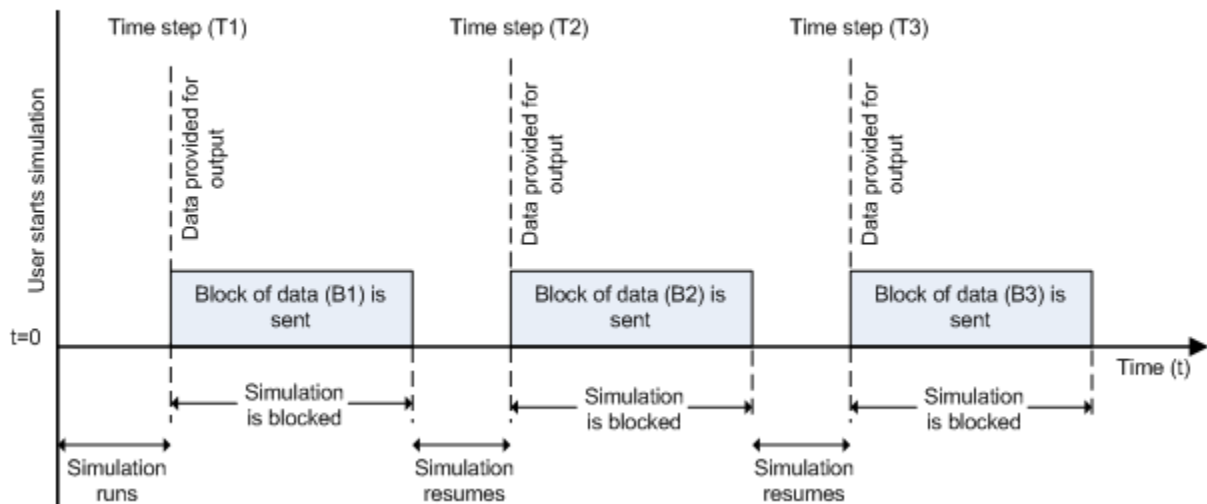 Time step (T1)
Time step (T2)
Time step (T3)
User starts simulation
Data provided for
output
Data provided for
output
Data provided for
output
Block of data (B1) is
sent
Block of data (B2) is
sent
Block of data (B3) is
sent
t=0
Time (t)
Simulation
is blocked
Simulation
is blocked
Simulation
is blocked
Simulation
runs
Simulation
resumes
Simulation
resumes